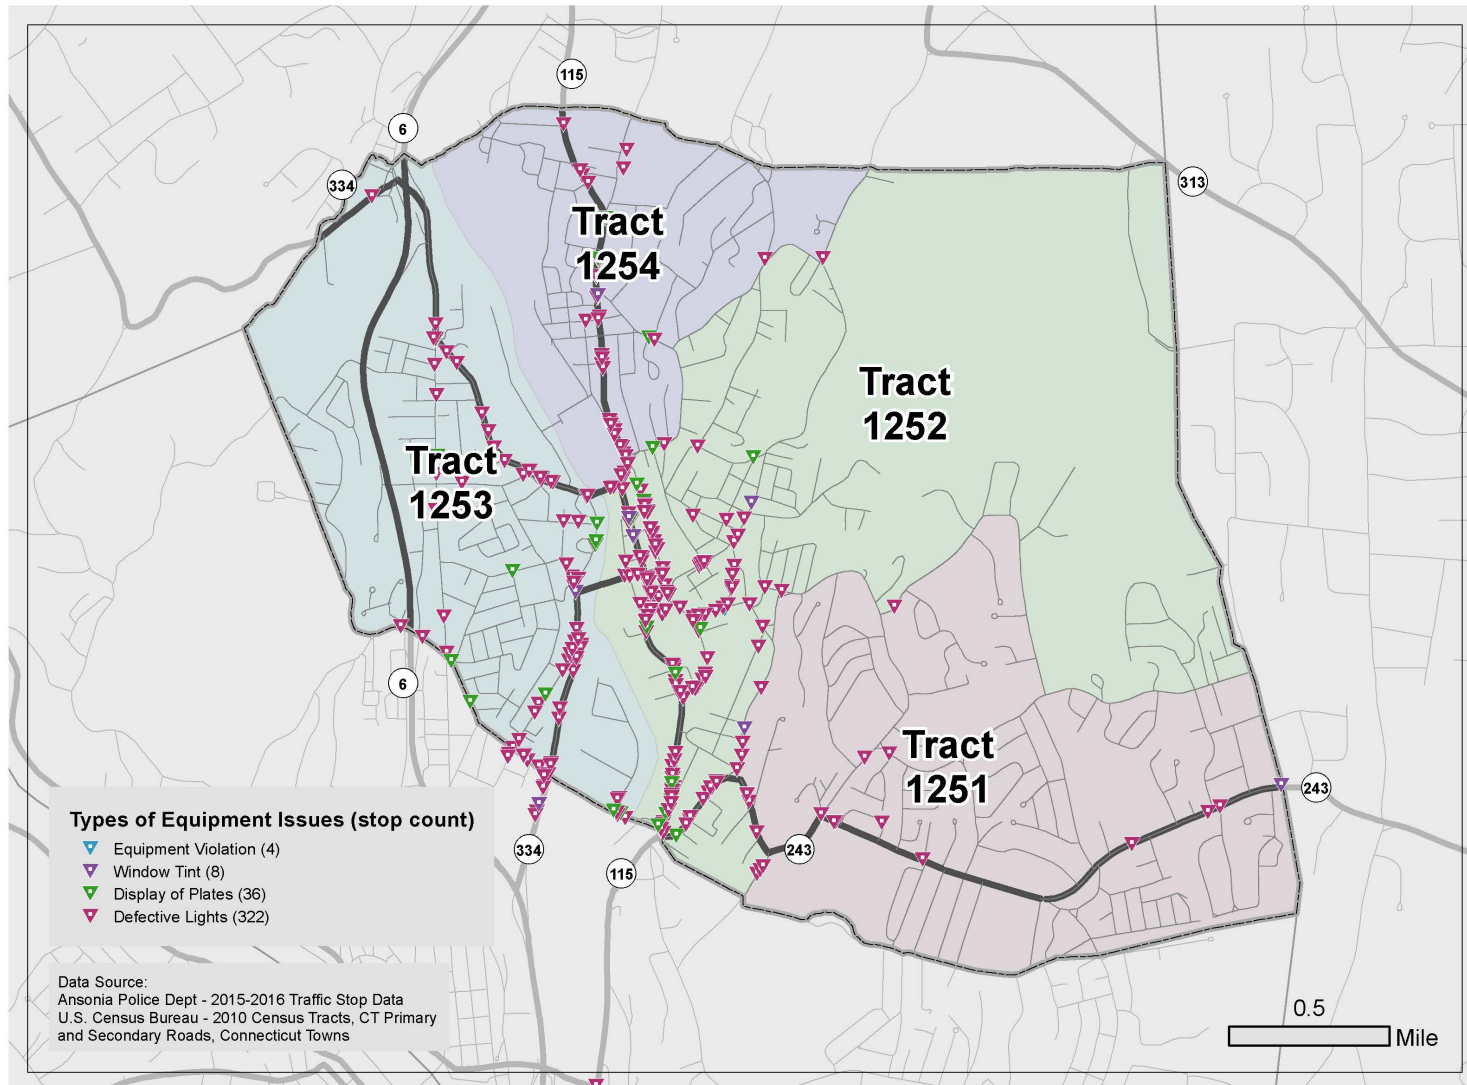 115
6
334
313
Tract
1254
Tract
1252
Tract
1253
6
Tract
1251
243
243
334
115
Types of Equipment Issues (stop count)
Equipment Violation (4)
Window Tint (8)
Display of Plates (36)
Defective Lights (322)
Data Source:
Ansonia Police Dept - 2015-2016 Traffic Stop Data
U.S. Census Bureau - 2010 Census Tracts, CT Primary
and Secondary Roads, Connecticut Towns
0.5
Mile